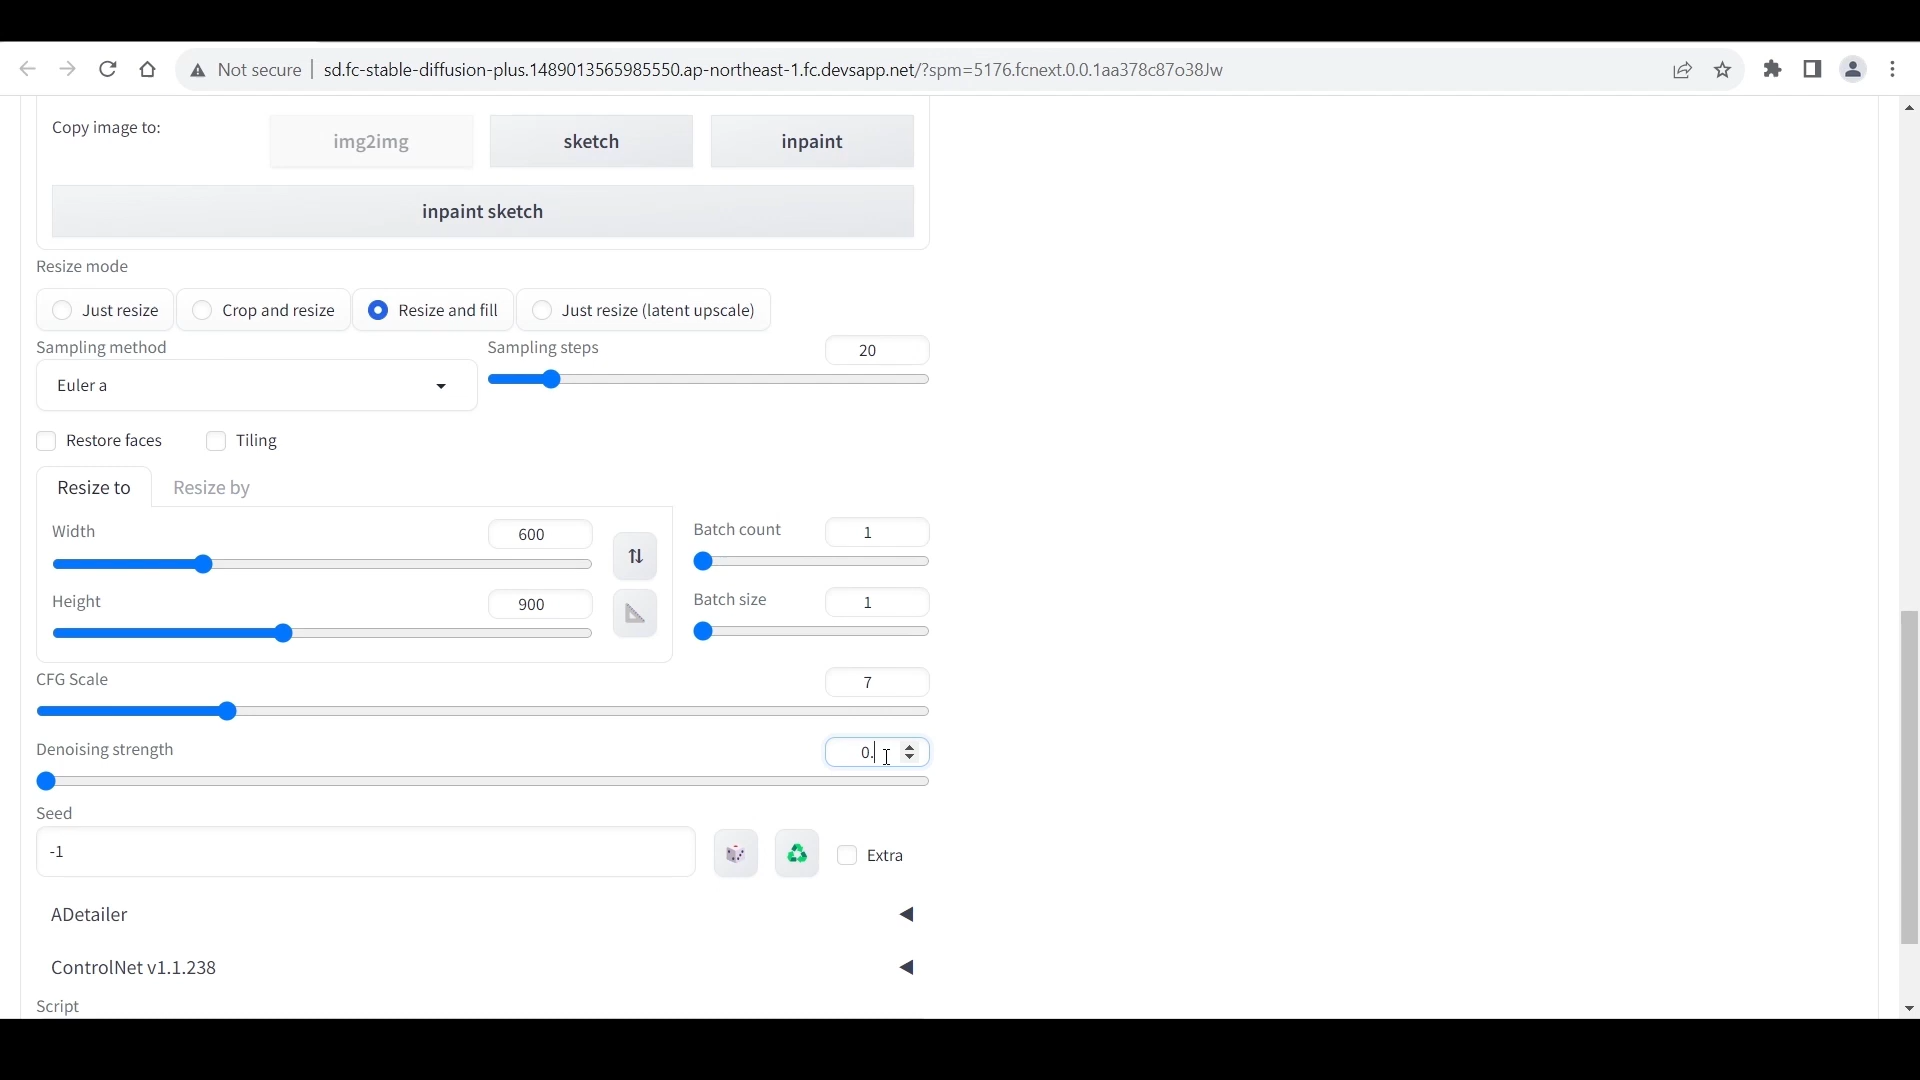 Not secure | sd.fc-stable-diffusion-plus.1489013565985550.ap-northeast-1.fc.devsapp.net/?spm=5176.fcnext.0.0.1aa378c87o38Jw
Copy image to:
img2img
sketch
inpaint
inpaint sketch
Resize mode
Just resize
Crop and resize
Resize and fill
Just resize (latent upscale)
Sampling method
Sampling steps
20
Euler a
Restore faces
Tiling
Resize to
Resize by
Width
600
Batch count
1
Height
900
Batch size
1
CFG Scale
7
Denoising strength
0.
Seed
-1
Extra
ADetailer
ControlNet v1.1.238
Script